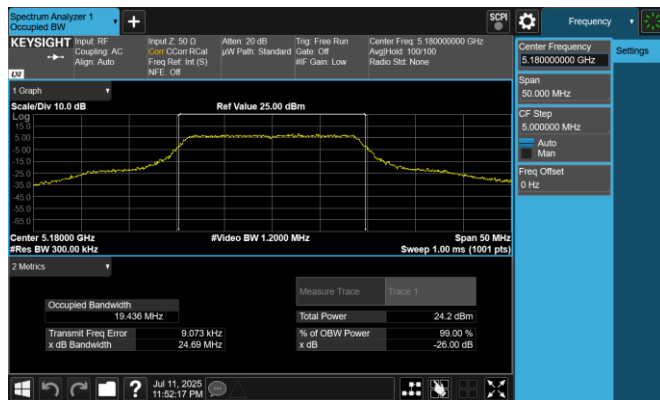 Spectrum Analyzer 1
Occupied BW
+
SCPI
Frequency
KEYSIGHT
Input: RF
Coupling: AC
Align: Auto
Input Z: 50 Ω
Corr CCorr RCal
Freq Ref: Int (S)
NFE: Off
Atten: 20 dB
µW Path: Standard
Trig: Free Run
Gate: Off
#IF Gain: Low
Center Freq: 5.180000000 GHz
Avg|Hold: 100/100
Radio Std: None
LXI
Center Frequency
5.180000000 GHz
Settings
Span
50.000 MHz
CF Step
5.000000 MHz
Auto
Man
Freq Offset
0 Hz
1 Graph
Scale/Div 10.0 dB
Ref Value 25.00 dBm
Log
15.0
5.00
-5.00
-15.0
-25.0
-35.0
-45.0
-55.0
-65.0
Center 5.18000 GHz
#Video BW 1.2000 MHz
Span 50 MHz
#Res BW 300.00 kHz
Sweep 1.00 ms (1001 pts)
2 Metrics
Measure Trace
Trace 1
Occupied Bandwidth
19.436 MHz
Total Power
24.2 dBm
Transmit Freq Error
9.073 kHz
% of OBW Power
99.00 %
x dB Bandwidth
24.69 MHz
x dB
-26.00 dB
?
Jul 11, 2025
11:52:17 PM